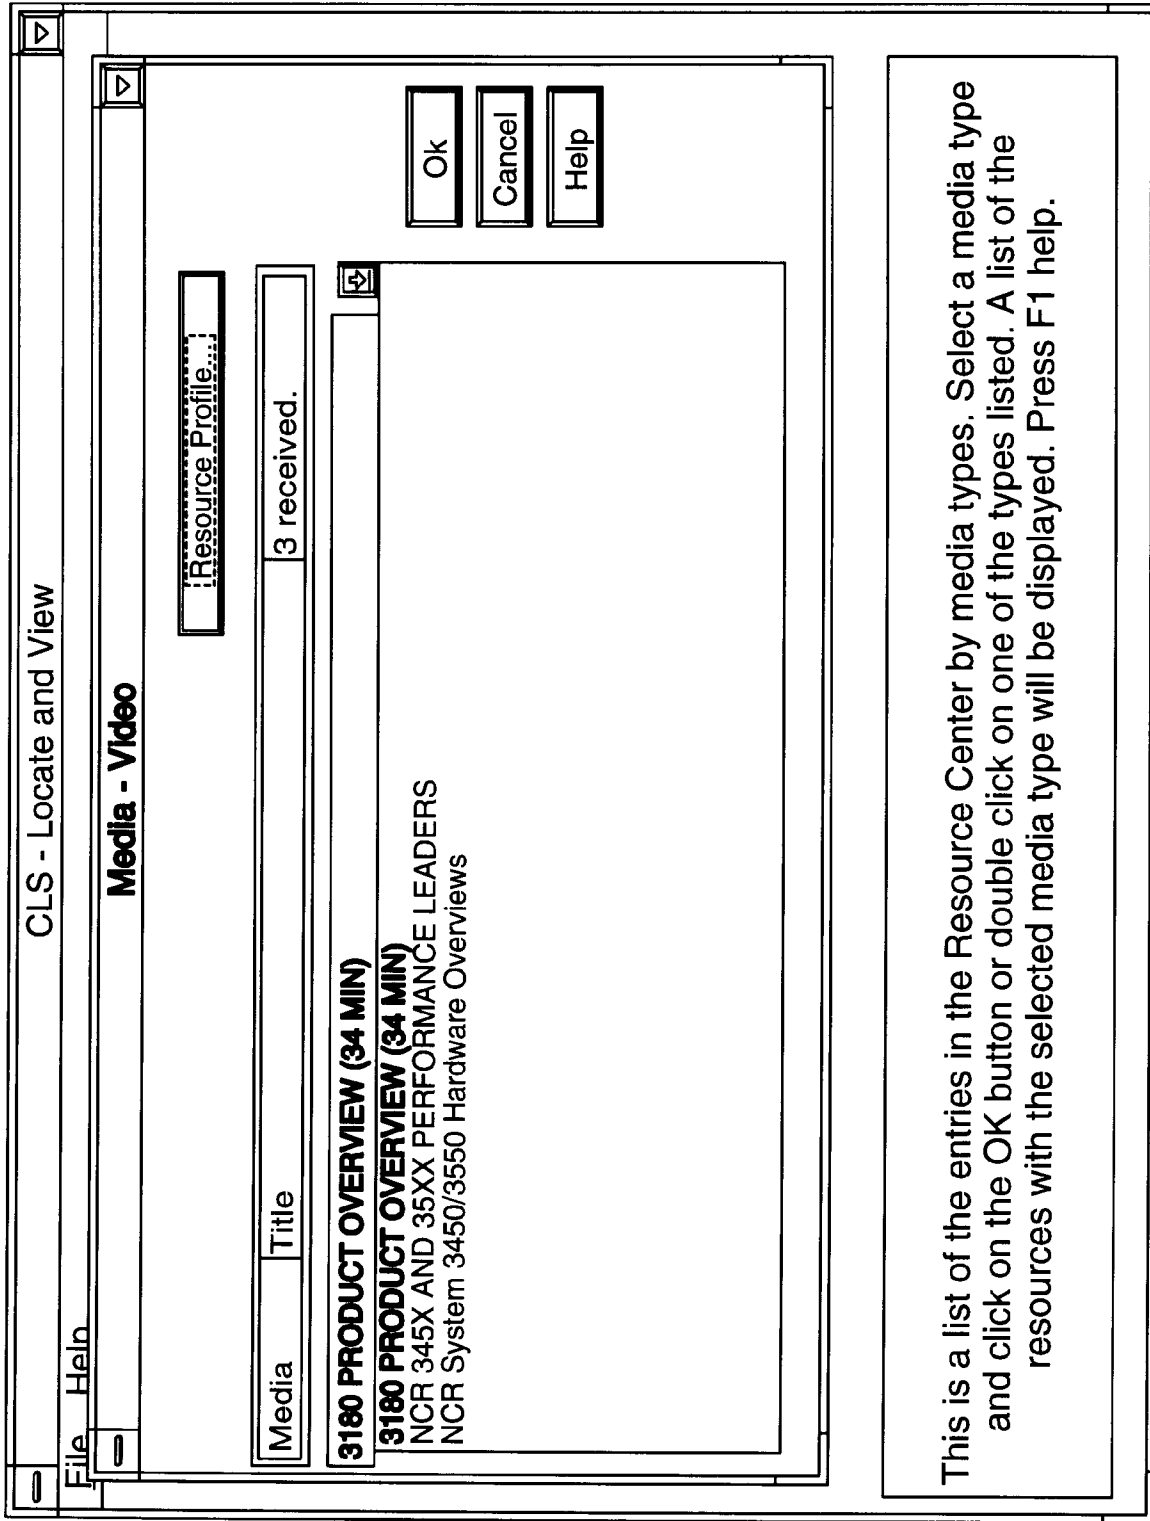 CLS - Locate and View
File Help
Media - Video
Resource Profile...
Media Title 3 received.
3180 PRODUCT OVERVIEW (34 MIN)
3180 PRODUCT OVERVIEW (34 MIN)
NCR 345X AND 35XX PERFORMANCE LEADERS
NCR System 3450/3550 Hardware Overviews
Ok
Cancel
Help
This is a list of the entries in the Resource Center by media types. Select a media type
and click on the OK button or double click on one of the types listed. A list of the
resources with the selected media type will be displayed. Press F1 help.